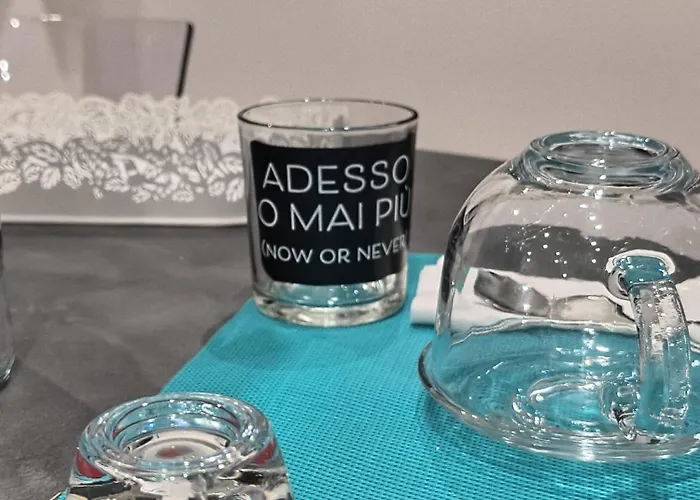 ADESSO
O MAI PIÙ
(NOW OR NEVER